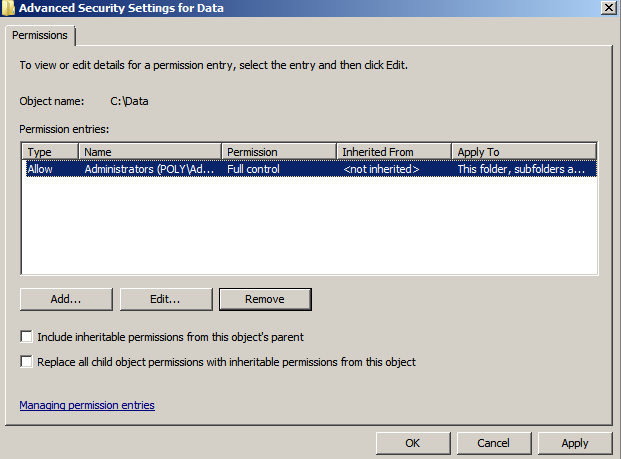 Advanced Security Settings for Data
Permissions
To view or edit details for a permission entry, select the entry and then click Edit.
Object name: C:\Data
Permission entries:
Type Name Permission Inherited From Apply To
Allow Administrators (POLY\Ad... Full control <not inherited> This folder, subfolders a...
Add... Edit... Remove
Include inheritable permissions from this object's parent
Replace all child object permissions with inheritable permissions from this object
Managing permission entries
OK Cancel Apply